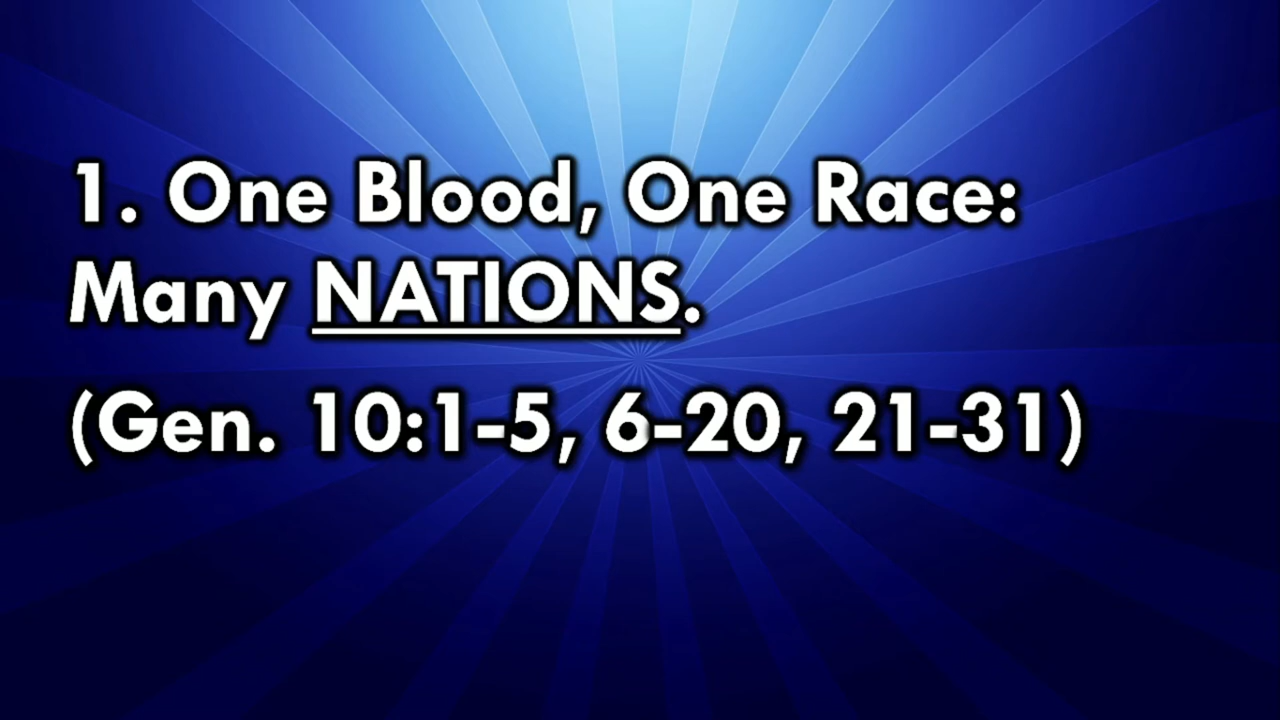 1. One Blood, One Race:
Many NATIONS.
(Gen. 10:1-5, 6-20, 21-31)